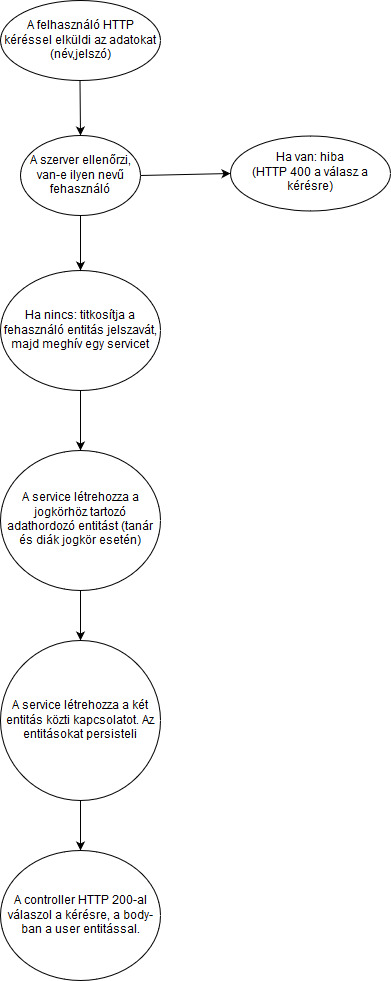 A felhasználó HTTP
kéréssel elküldi az adatokat
(név,jelszó)
A szerver ellenőrzi,
van-e ilyen nevű
fehasználó
Ha van: hiba
(HTTP 400 a válasz a
kérésre)
Ha nincs: titkosítja a
fehasználó entitás jelszavát,
majd meghív egy servicet
A service létrehozza a
jogkörhöz tartozó
adathordozó entitást (tanár
és diák jogkör esetén)
A service létrehozza a két
entitás közti kapcsolatot. Az
entitásokat persisteli
A controller HTTP 200-al
válaszol a kérésre, a body-
ban a user entitással.